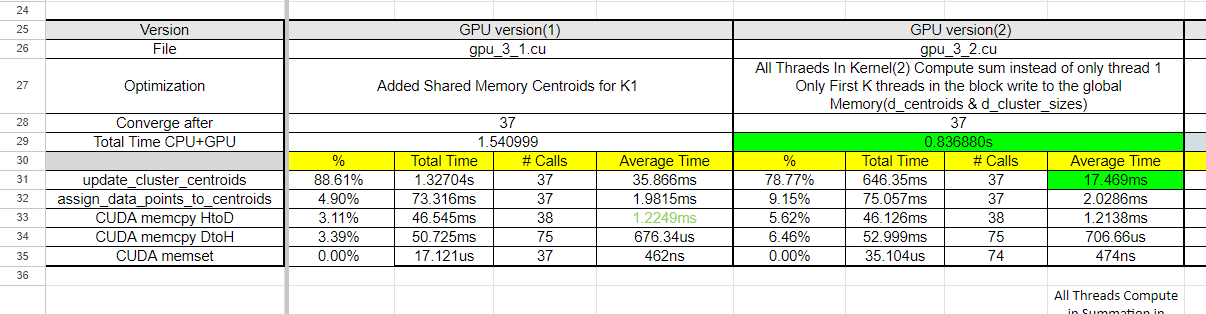 24
25 Version GPU version(1) GPU version(2)
26 File gpu_3_1.cu gpu_3_2.cu
27 Optimization Added Shared Memory Centroids for K1 All Thraeds In Kernel(2) Compute sum instead of only thread 1
Only First K threads in the block write to the global
Memory(d_centroids & d_cluster_sizes)
28 Converge after 37 37
29 Total Time CPU+GPU 1.540999 0.836880s
30 % Total Time # Calls Average Time % Total Time # Calls Average Time
31 update_cluster_centroids 88.61% 1.32704s 37 35.866ms 78.77% 646.35ms 37 17.469ms
32 assign_data_points_to_centroids 4.90% 73.316ms 37 1.9815ms 9.15% 75.057ms 37 2.0286ms
33 CUDA memcpy HtoD 3.11% 46.545ms 38 1.2249ms 5.62% 46.126ms 38 1.2138ms
34 CUDA memcpy DtoH 3.39% 50.725ms 75 676.34us 6.46% 52.999ms 75 706.66us
35 CUDA memset 0.00% 17.121us 37 462ns 0.00% 35.104us 74 474ns
36
All Threads Compute
in Summation in